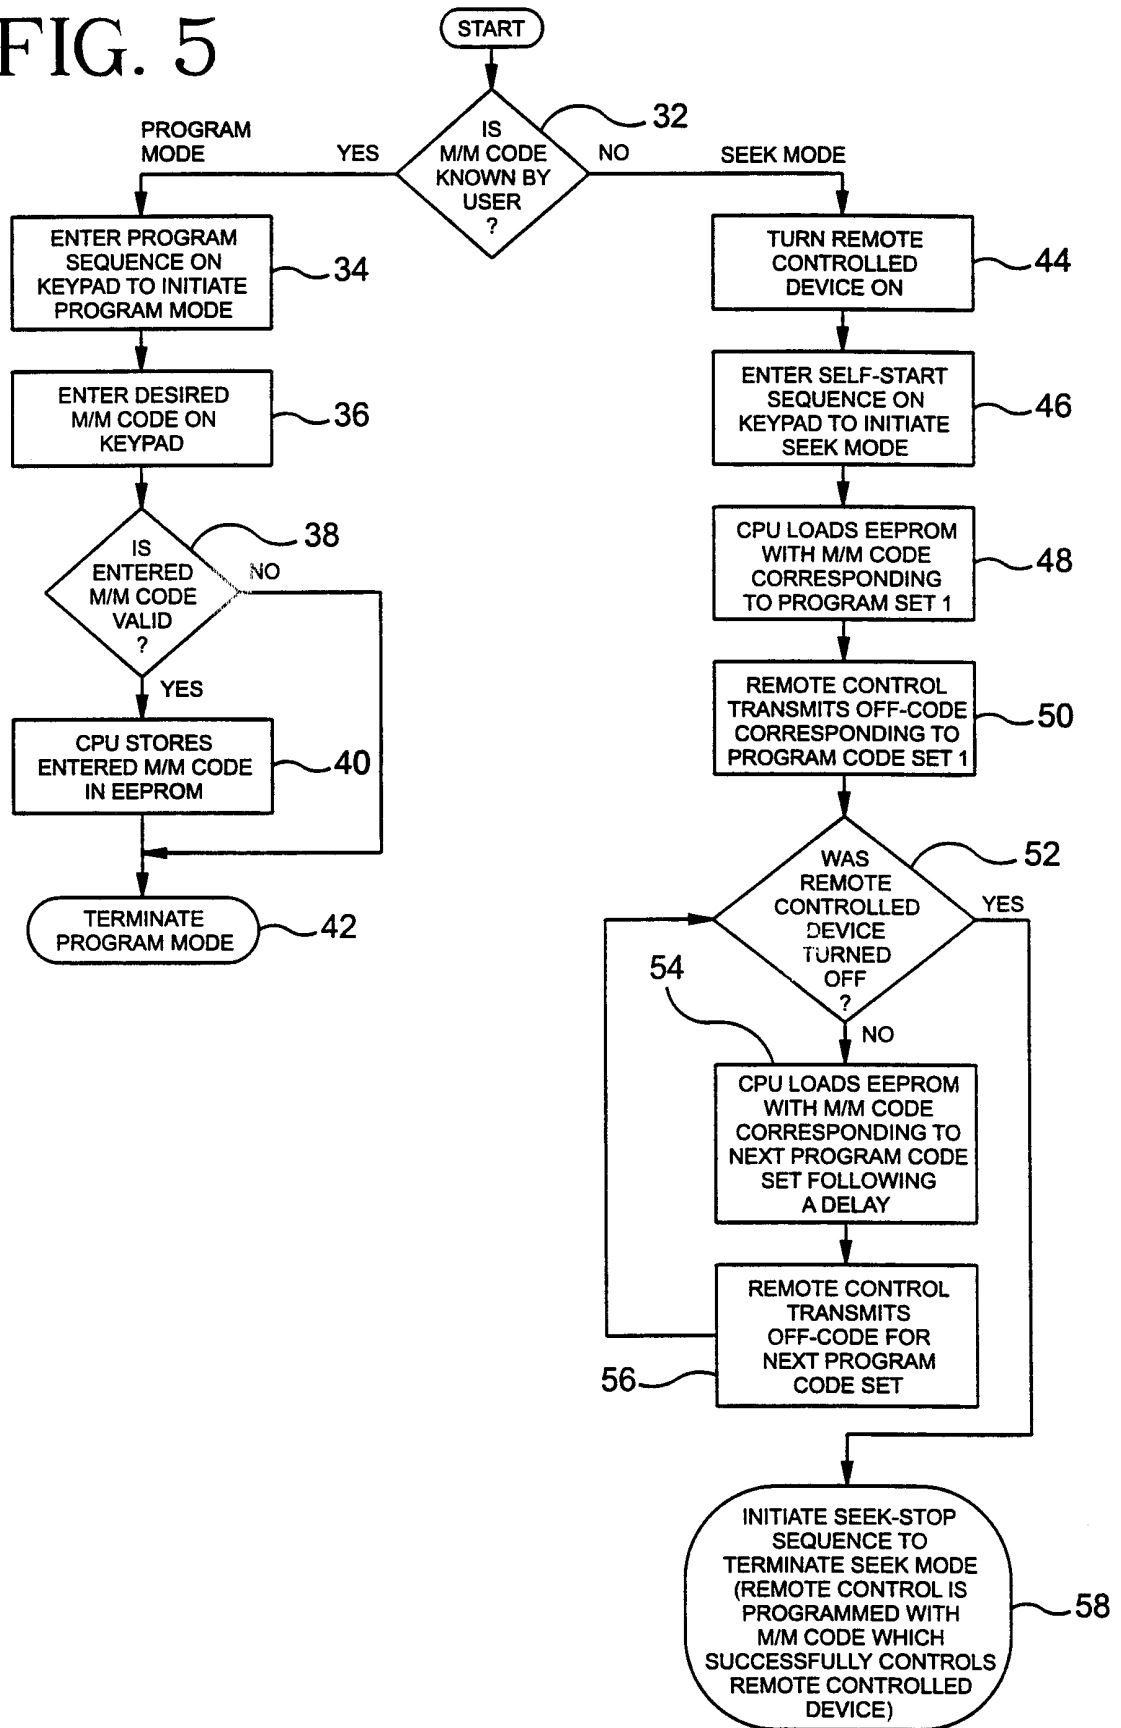 FIG. 5
START
IS
M/M CODE
KNOWN BY
USER
?
32
PROGRAM
MODE
YES
NO
SEEK MODE
ENTER PROGRAM
SEQUENCE ON
KEYPAD TO INITIATE
PROGRAM MODE
34
ENTER DESIRED
M/M CODE ON
KEYPAD
36
IS
ENTERED
M/M CODE
VALID
?
38
NO
YES
CPU STORES
ENTERED M/M CODE
IN EEPROM
40
TERMINATE
PROGRAM MODE
42
TURN REMOTE
CONTROLLED
DEVICE ON
44
ENTER SELF-START
SEQUENCE ON
KEYPAD TO INITIATE
SEEK MODE
46
CPU LOADS EEPROM
WITH M/M CODE
CORRESPONDING
TO PROGRAM SET 1
48
REMOTE CONTROL
TRANSMITS OFF-CODE
CORRESPONDING TO
PROGRAM CODE SET 1
50
WAS
REMOTE
CONTROLLED
DEVICE
TURNED
OFF
?
52
YES
NO
54
CPU LOADS EEPROM
WITH M/M CODE
CORRESPONDING TO
NEXT PROGRAM CODE
SET FOLLOWING
A DELAY
REMOTE CONTROL
TRANSMITS
OFF-CODE FOR
NEXT PROGRAM
CODE SET
56
INITIATE SEEK-STOP
SEQUENCE TO
TERMINATE SEEK MODE
(REMOTE CONTROL IS
PROGRAMMED WITH
M/M CODE WHICH
SUCCESSFULLY CONTROLS
REMOTE CONTROLLED
DEVICE)
58